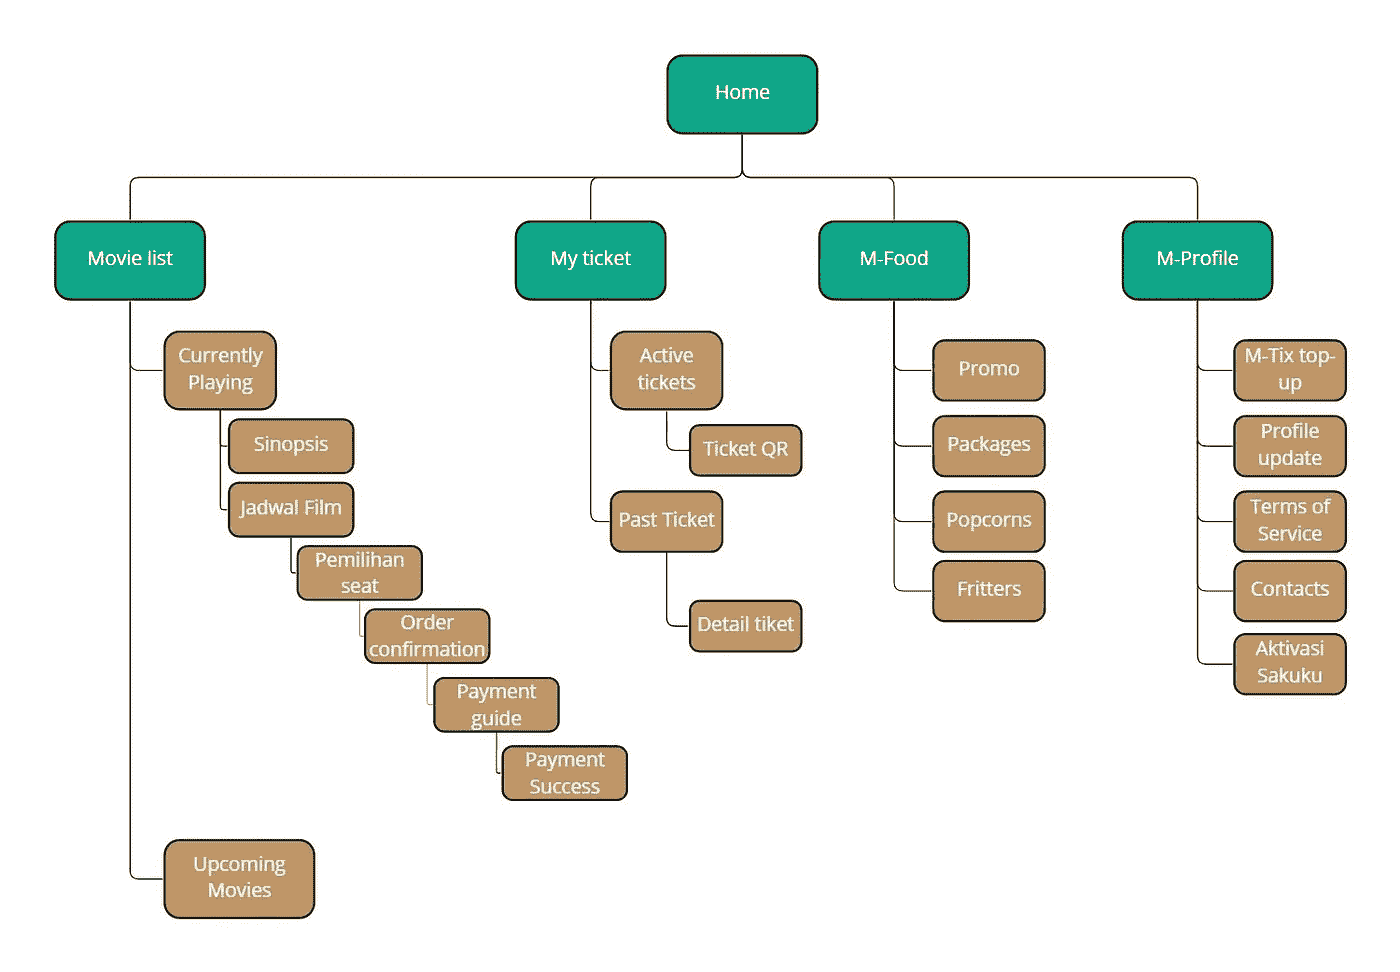 Home
Movie list
My ticket
M-Food
M-Profile
Currently
Playing
Sinopsis
Jadwal Film
Pemilihan
seat
Order
confirmation
Payment
guide
Payment
Success
Upcoming
Movies
Active
tickets
Ticket QR
Past Ticket
Detail tiket
Promo
Packages
Popcorns
Fritters
M-Tix top-
up
Profile
update
Terms of
Service
Contacts
Aktivasi
Sakuku